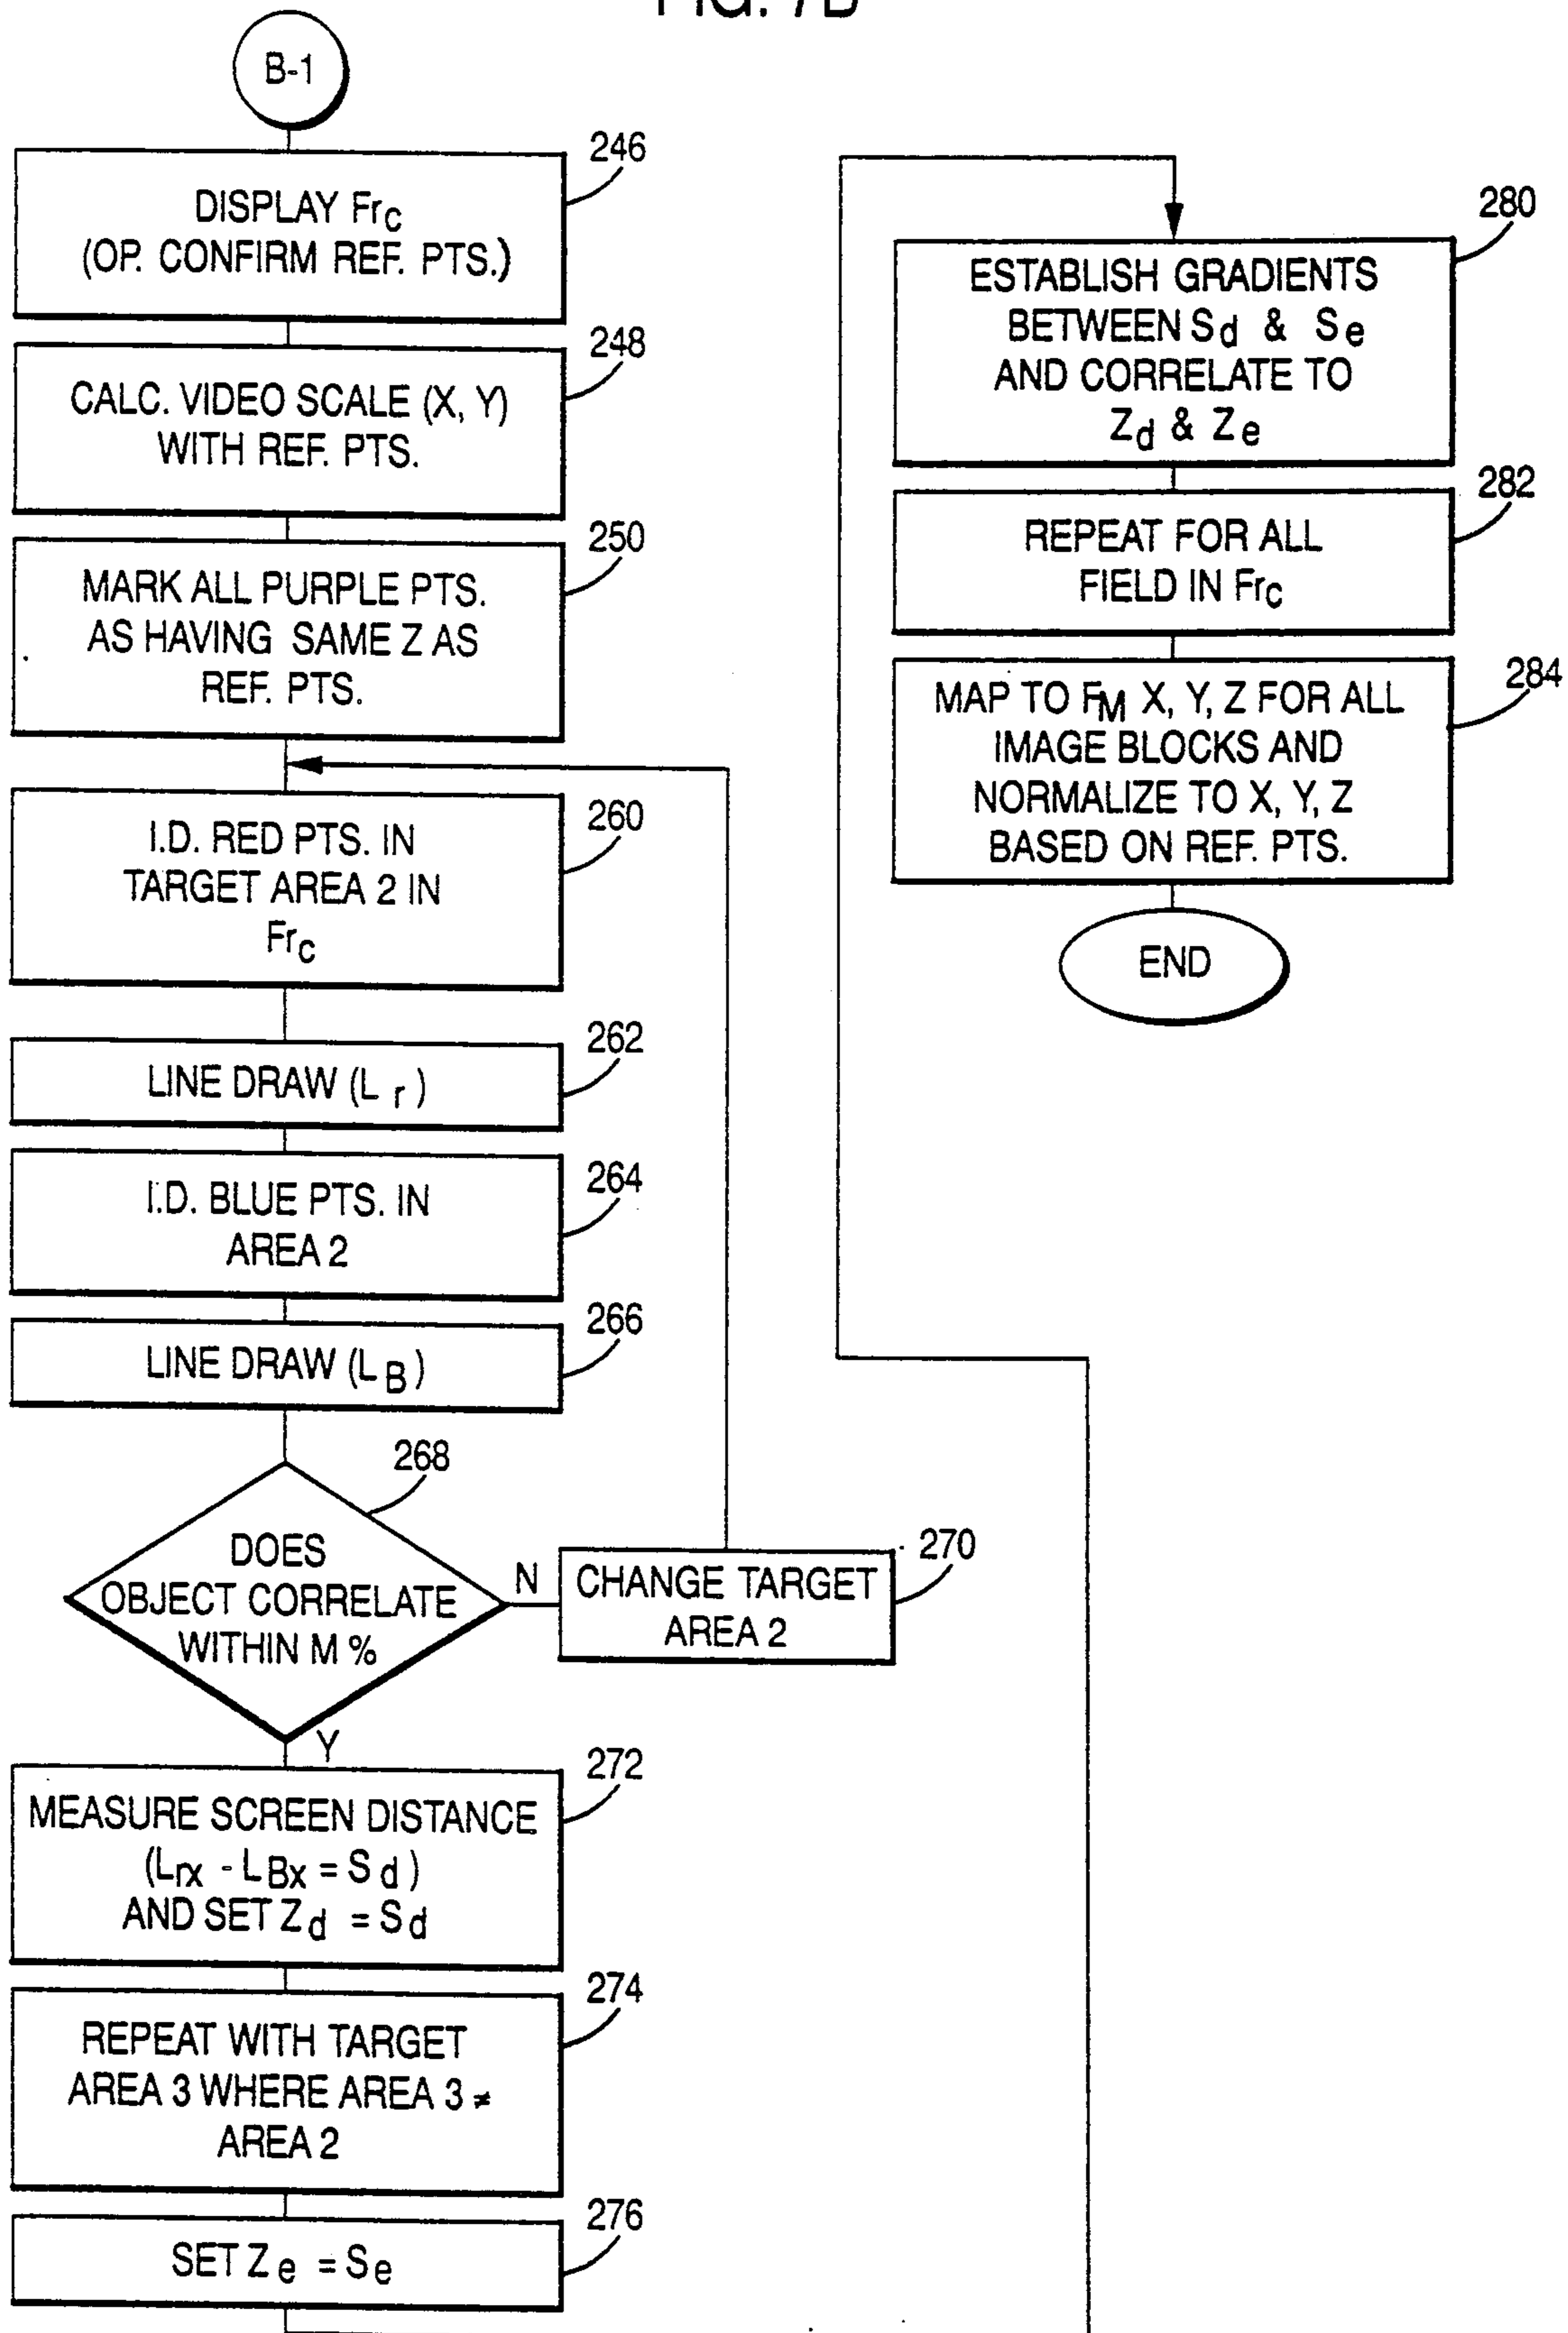 FIG. 7B
B-1
246
DISPLAY Frc
(OP. CONFIRM REF. PTS.)
248
CALC. VIDEO SCALE (X, Y)
WITH REF. PTS.
250
MARK ALL PURPLE PTS.
AS HAVING SAME Z AS
REF. PTS.
260
I.D. RED PTS. IN
TARGET AREA 2 IN
Frc
262
LINE DRAW (L r)
264
I.D. BLUE PTS. IN
AREA 2
266
LINE DRAW (L B)
268
DOES
OBJECT CORRELATE
WITHIN M %
N
270
CHANGE TARGET
AREA 2
Y
272
MEASURE SCREEN DISTANCE
(Lrx - LBx = Sd)
AND SET Zd = Sd
274
REPEAT WITH TARGET
AREA 3 WHERE AREA 3 ≠
AREA 2
276
SET Ze = Se
280
ESTABLISH GRADIENTS
BETWEEN Sd & Se
AND CORRELATE TO
Zd & Ze
282
REPEAT FOR ALL
FIELD IN Frc
284
MAP TO FM X, Y, Z FOR ALL
IMAGE BLOCKS AND
NORMALIZE TO X, Y, Z
BASED ON REF. PTS.
END